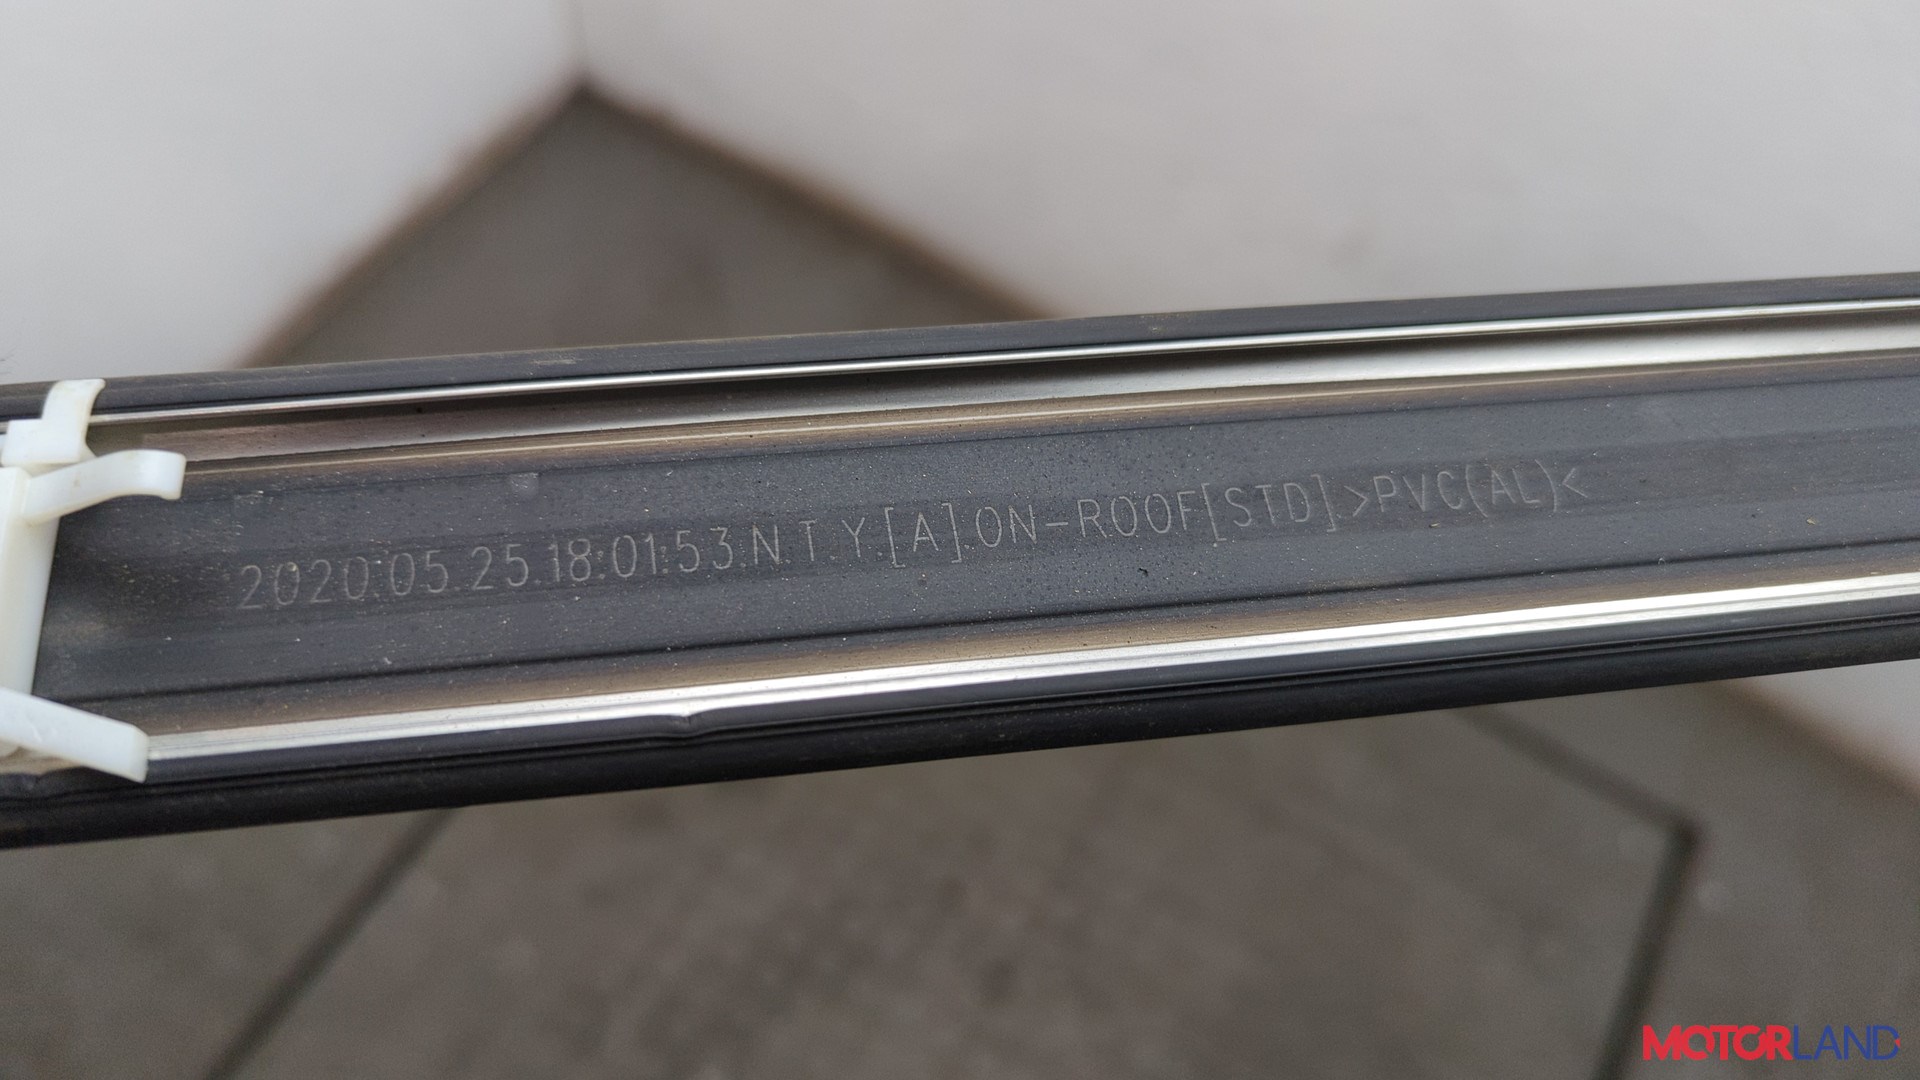 2020.05.25.18:01:53.N.T.Y.[A].ON-ROOF[STD].>PVC(AL)<
MOTORLAND